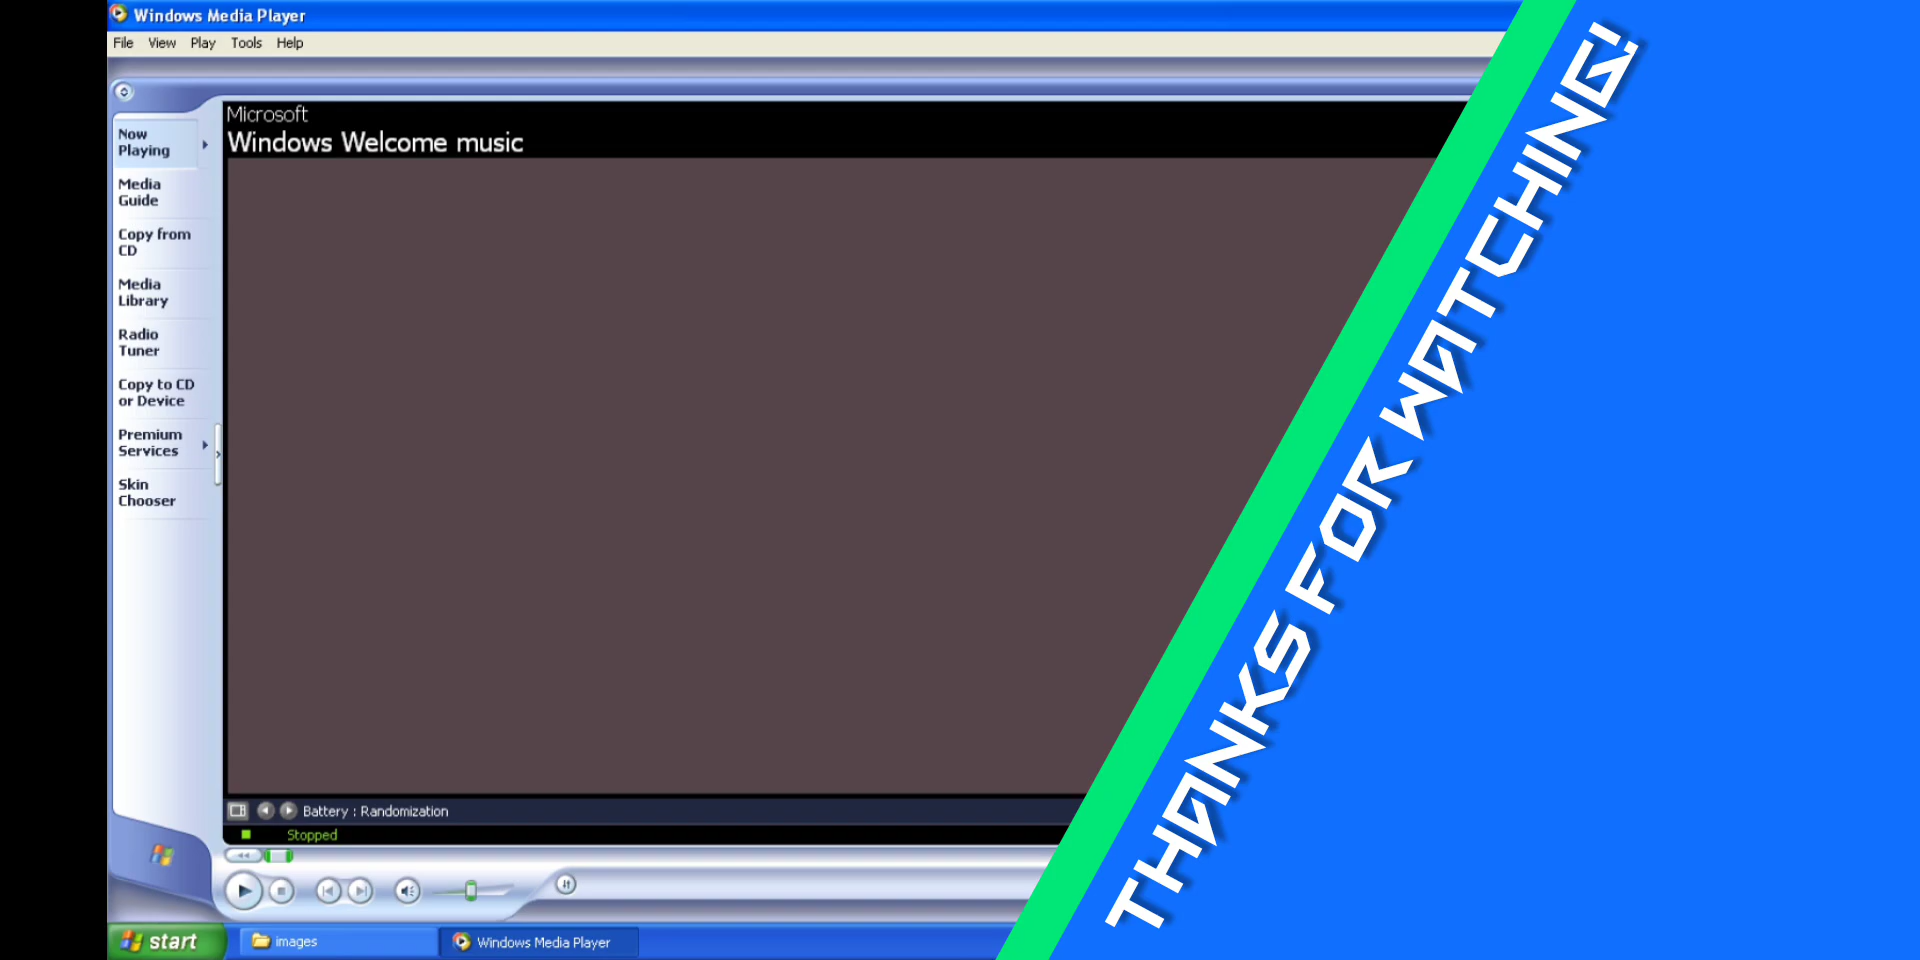 Windows Media Player
File View Play Tools Help
Microsoft
Windows Welcome music
Now
Playing
Media
Guide
Copy from
CD
Media
Library
Radio
Tuner
Copy to CD
or Device
Premium
Services
Skin
Chooser
Battery : Randomization
Stopped
start images Windows Media Player
THANKS FOR WATCHING!